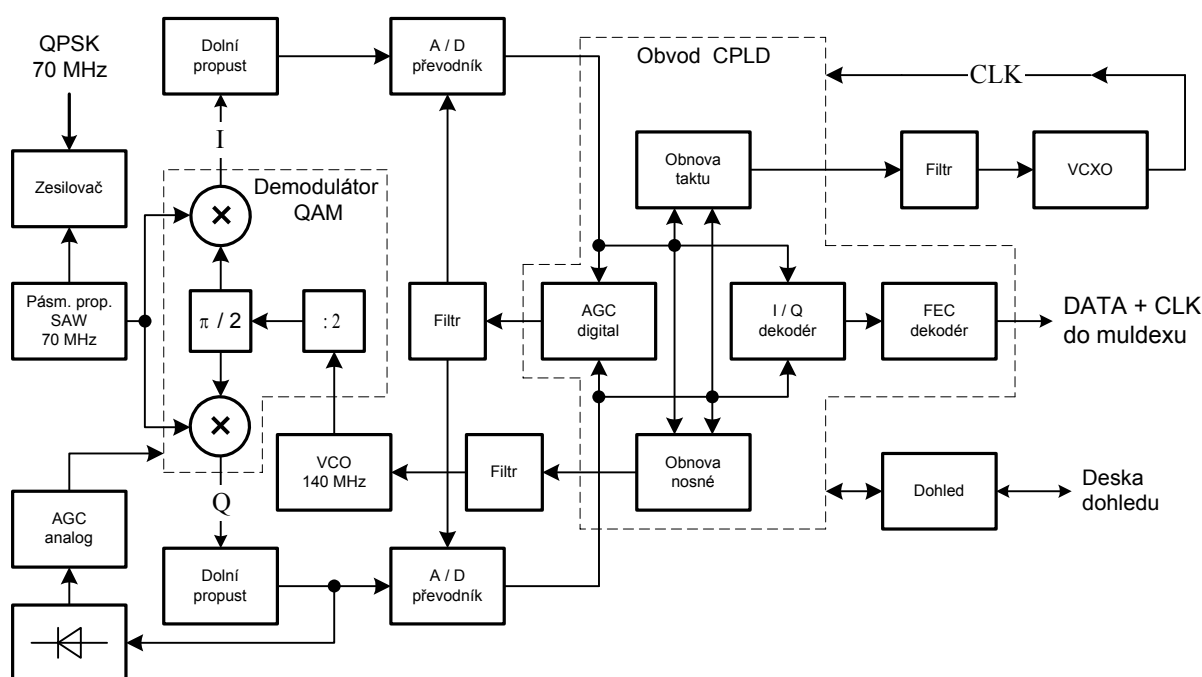 QPSK
70 MHz
Dolní
propust
A / D
převodník
Obvod CPLD
CLK
I
Zesilovač
Demodulátor
QAM
Obnova
taktu
Filtr
VCXO
Pásm. prop.
SAW
70 MHz
π / 2
: 2
Filtr
AGC
digital
I / Q
dekodér
FEC
dekodér
DATA + CLK
do muldexu
VCO
140 MHz
Filtr
Obnova
nosné
Dohled
Deska
dohledu
Q
AGC
analog
Dolní
propust
A / D
převodník